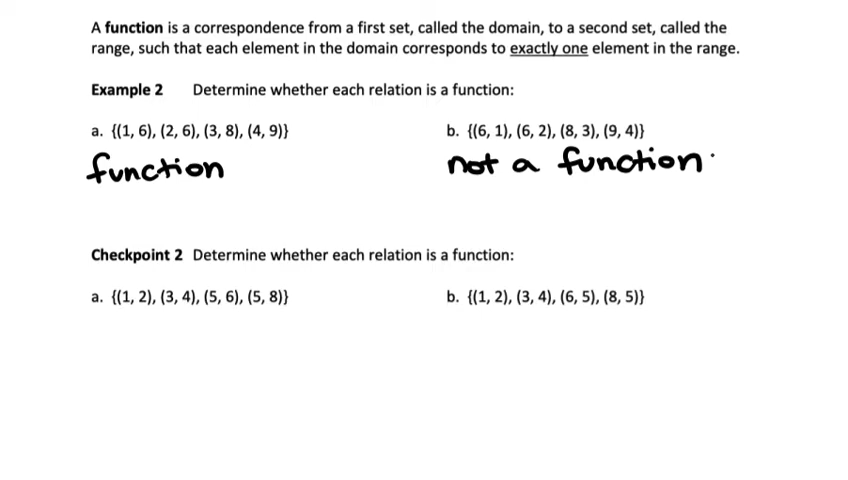 A function is a correspondence from a first set, called the domain, to a second set, called the
range, such that each element in the domain corresponds to exactly one element in the range.
Example 2 Determine whether each relation is a function:
a. {(1, 6), (2, 6), (3, 8), (4, 9)} b. {(6, 1), (6, 2), (8, 3), (9, 4)}
function not a function
Checkpoint 2 Determine whether each relation is a function:
a. {(1, 2), (3, 4), (5, 6), (5, 8)} b. {(1, 2), (3, 4), (6, 5), (8, 5)}